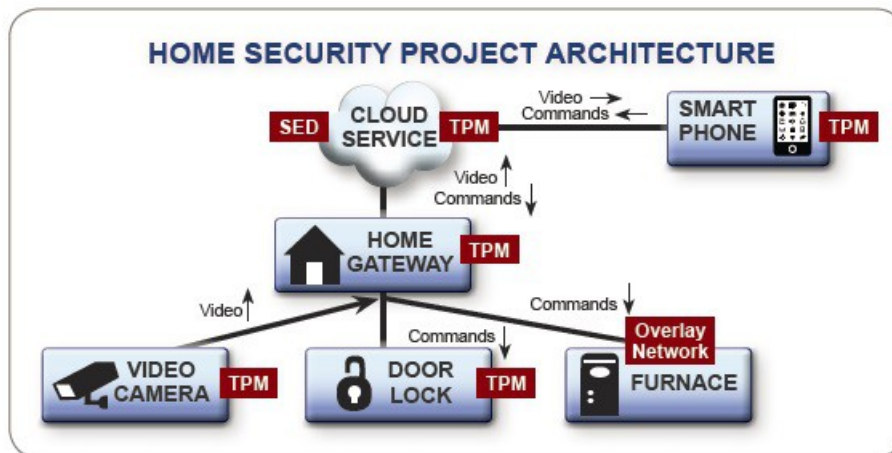 HOME SECURITY PROJECT ARCHITECTURE
SED
CLOUD
SERVICE
TPM
Video
Commands
SMART
PHONE
TPM
Video
Commands
HOME
GATEWAY
TPM
Video
Commands
Commands
Overlay
Network
VIDEO
CAMERA
TPM
DOOR
LOCK
TPM
FURNACE